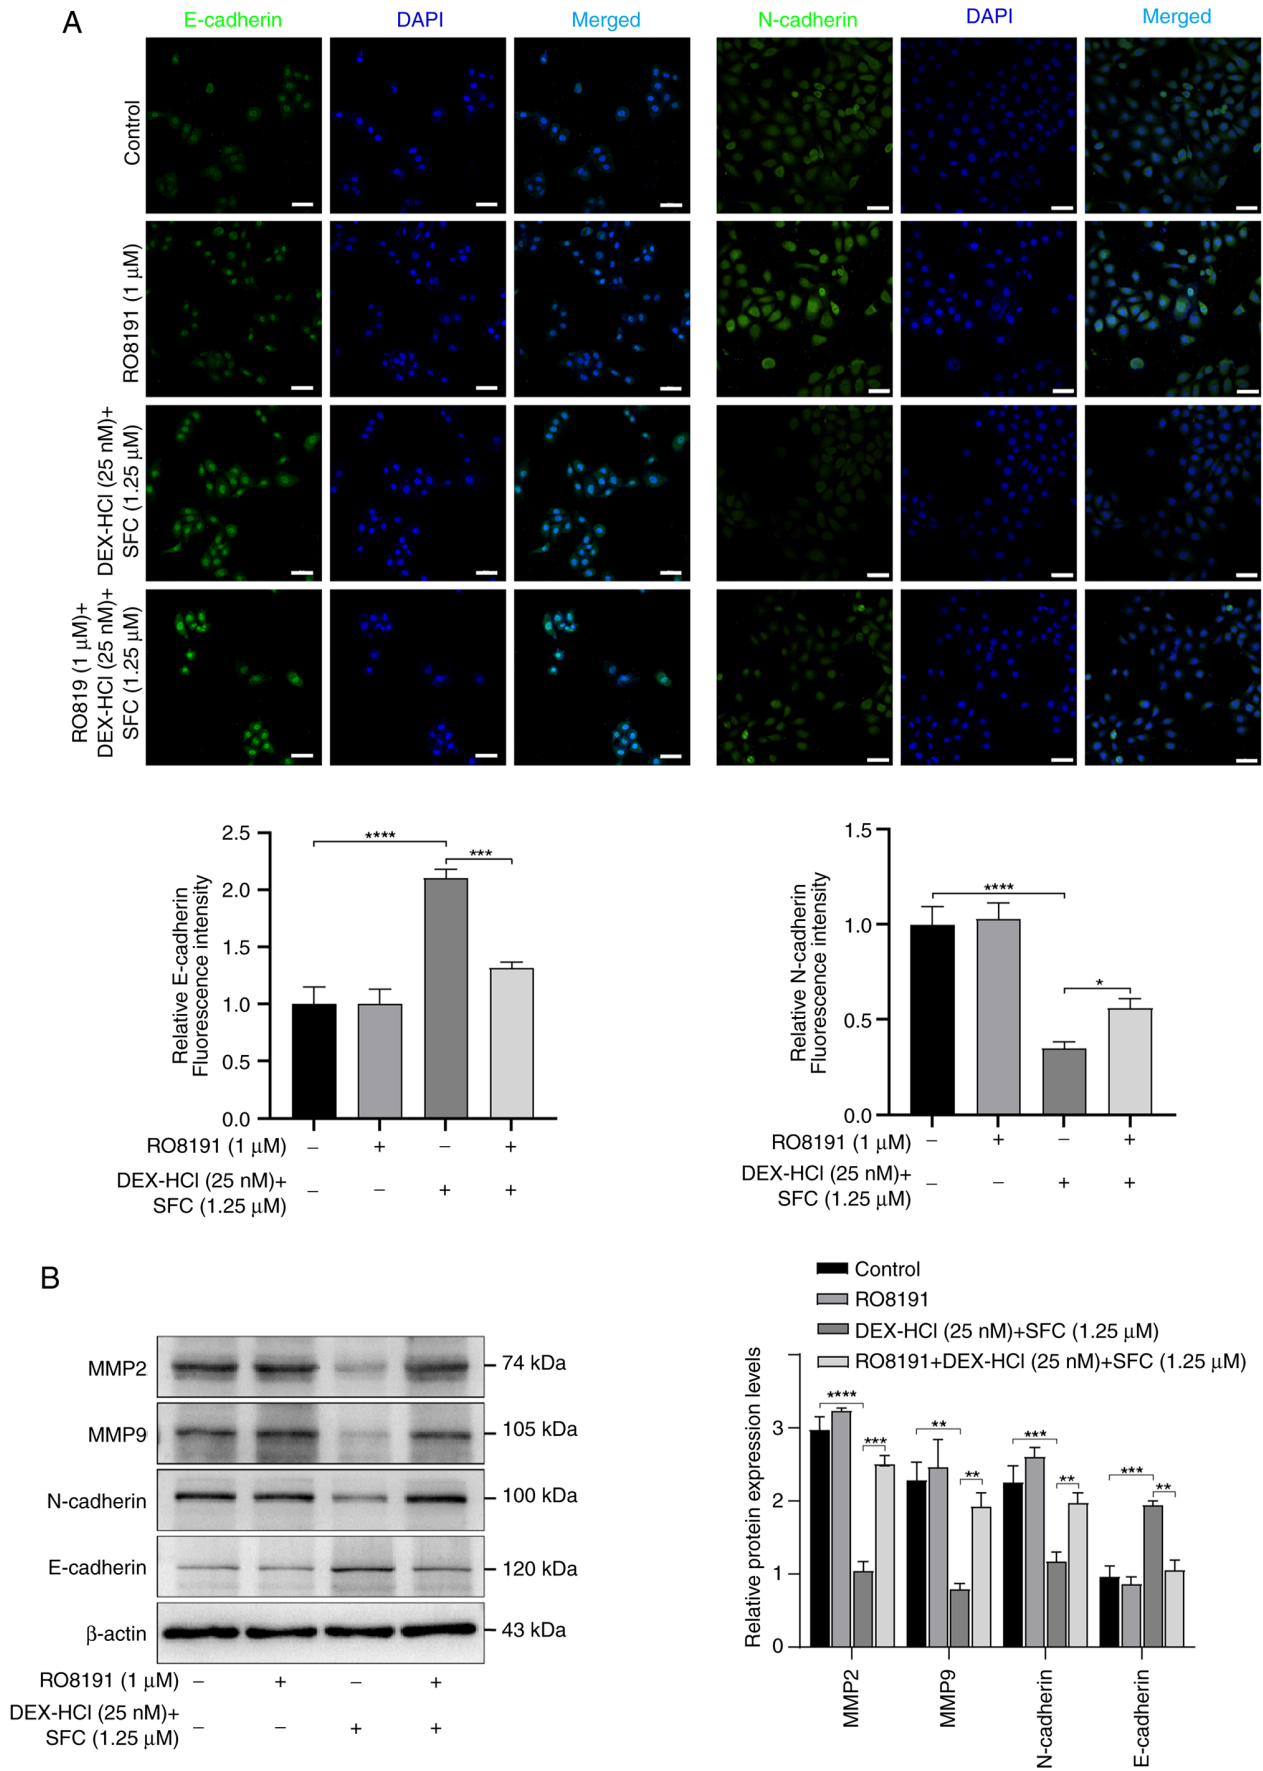 A
E-cadherin DAPI Merged N-cadherin DAPI Merged
Control
RO8191 (1 μM)
DEX-HCl (25 nM)+
SFC (1.25 μM)
RO819 (1 μM)+
DEX-HCl (25 nM)+
SFC (1.25 μM)
Relative E-cadherin
Fluorescence intensity
2.5
2.0
1.5
1.0
0.5
0.0
****
***
RO8191 (1 μM) – + – +
DEX-HCl (25 nM)+
SFC (1.25 μM) – – + +
Relative N-cadherin
Fluorescence intensity
1.5
1.0
0.5
0.0
****
*
RO8191 (1 μM) – + – +
DEX-HCl (25 nM)+
SFC (1.25 μM) – – + +
B
MMP2 74 kDa
MMP9 105 kDa
N-cadherin 100 kDa
E-cadherin 120 kDa
β-actin 43 kDa
RO8191 (1 μM) – + – +
DEX-HCl (25 nM)+
SFC (1.25 μM) – – + +
Control
RO8191
DEX-HCl (25 nM)+SFC (1.25 μM)
RO8191+DEX-HCl (25 nM)+SFC (1.25 μM)
Relative protein expression levels
3
2
1
0
**** *** ** ** *** ** *** **
MMP2
MMP9
N-cadherin
E-cadherin